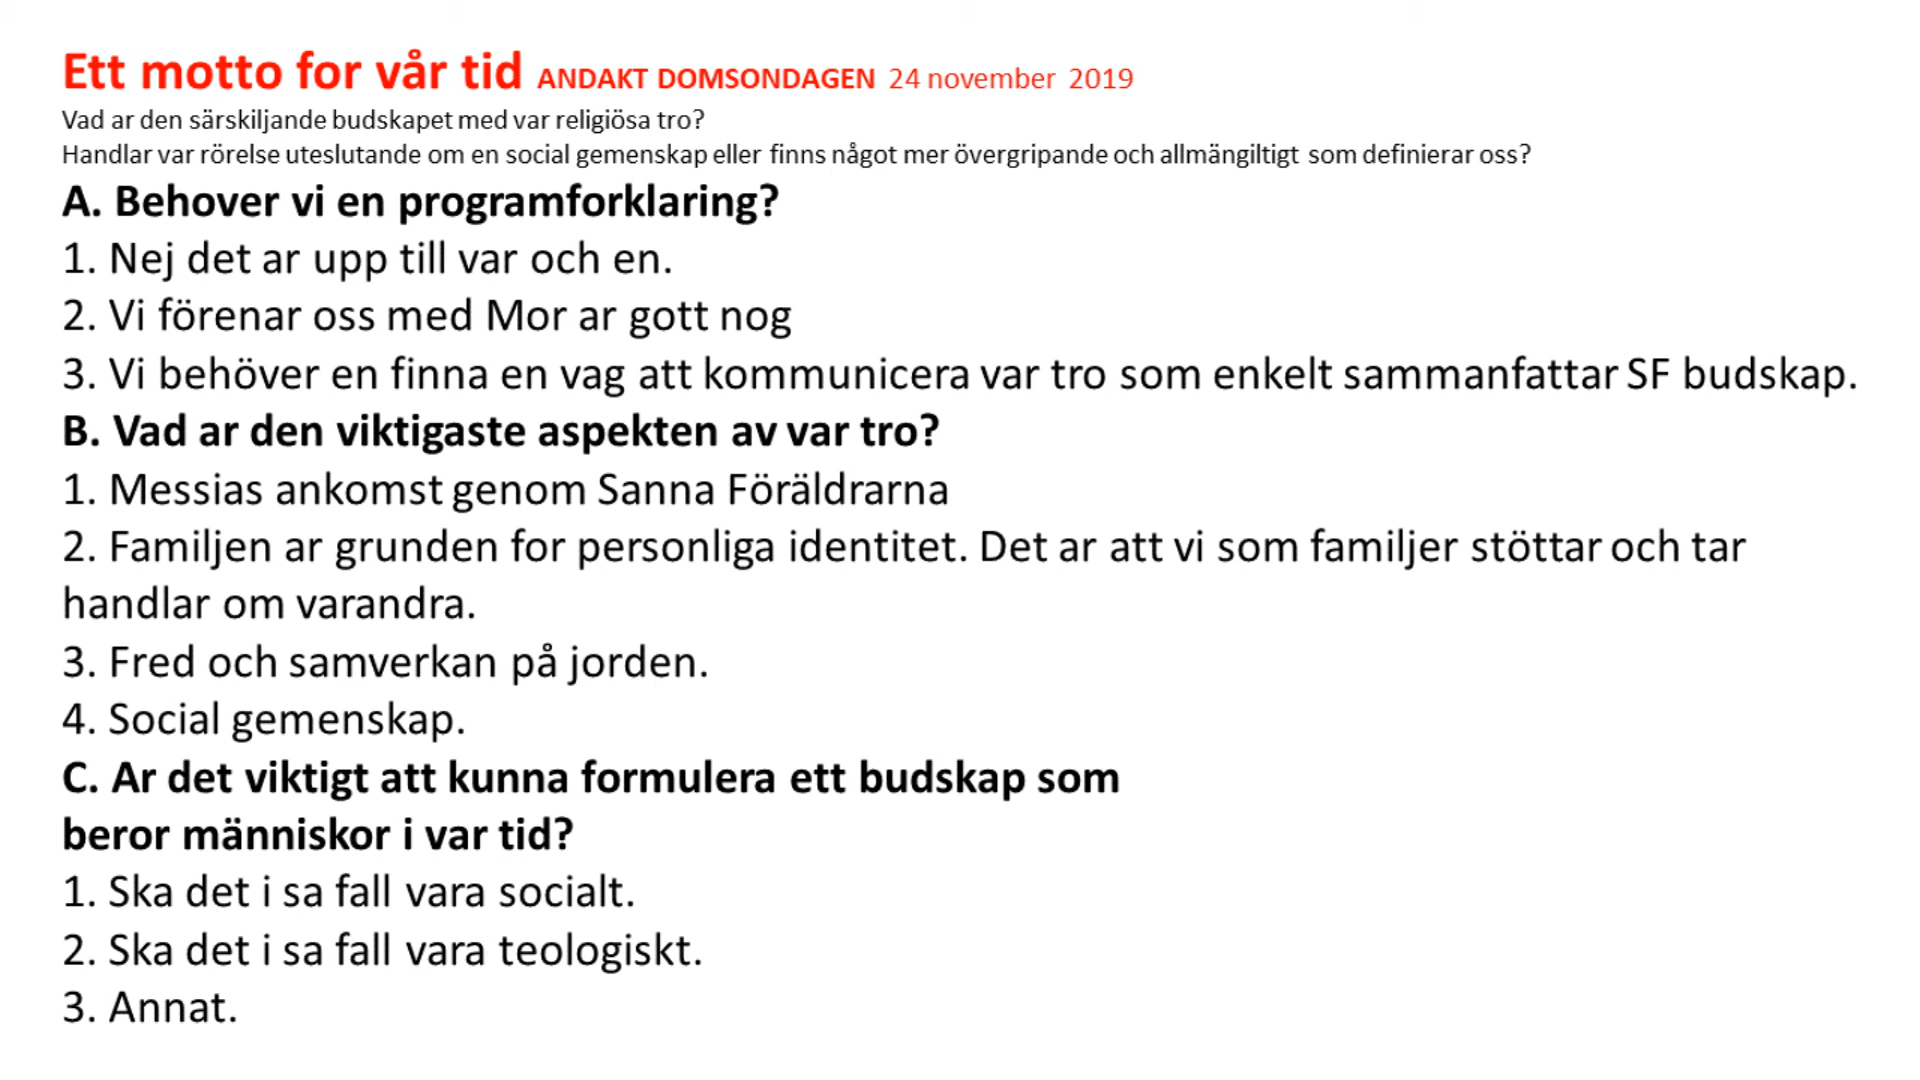 Ett motto for vår tid ANDAKT DOMSONDAGEN 24 november 2019
Vad ar den särskiljande budskapet med var religiösa tro?
Handlar var rörelse uteslutande om en social gemenskap eller finns något mer övergripande och allmängiltigt som definierar oss?
A. Behover vi en programforklaring?
1. Nej det ar upp till var och en.
2. Vi förenar oss med Mor ar gott nog
3. Vi behöver en finna en vag att kommunicera var tro som enkelt sammanfattar SF budskap.
B. Vad ar den viktigaste aspekten av var tro?
1. Messias ankomst genom Sanna Föräldrarna
2. Familjen ar grunden for personliga identitet. Det ar att vi som familjer stöttar och tar
handlar om varandra.
3. Fred och samverkan på jorden.
4. Social gemenskap.
C. Ar det viktigt att kunna formulera ett budskap som
beror människor i var tid?
1. Ska det i sa fall vara socialt.
2. Ska det i sa fall vara teologiskt.
3. Annat.